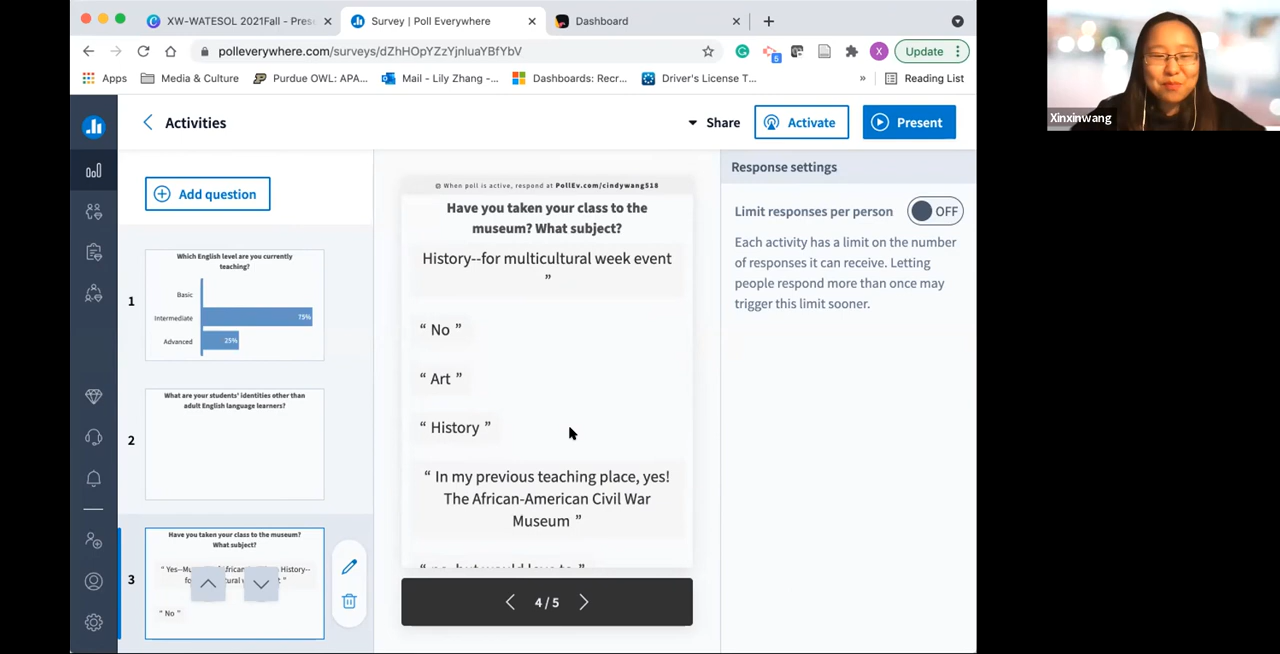 XW-WATESOL 2021Fall - Pres
Survey | Poll Everywhere
Dashboard
polleverywhere.com/surveys/dZhHOpYZzYjnluaYBfYbV
5
X
Update
Apps
Media & Culture
Purdue OWL: APA...
Mail - Lily Zhang -...
Dashboards: Recr...
Driver's License T...
»
Reading List
Xinxinwang
Activities
Share
Activate
Present
Add question
1
Which English level are you currently
teaching?
Basic
Intermediate
75%
Advanced
25%
2
What are your students' identities other than
adult English language learners?
3
Have you taken your class to the museum?
What subject?
History--
“ No ”
When poll is active, respond at PollEv.com/cindywang518
Have you taken your class to the
museum? What subject?
History--for multicultural week event
”
“ No ”
“ Art ”
“ History ”
“ In my previous teaching place, yes!
The African-American Civil War
Museum ”
4 / 5
Response settings
Limit responses per person
OFF
Each activity has a limit on the number
of responses it can receive. Letting
people respond more than once may
trigger this limit sooner.